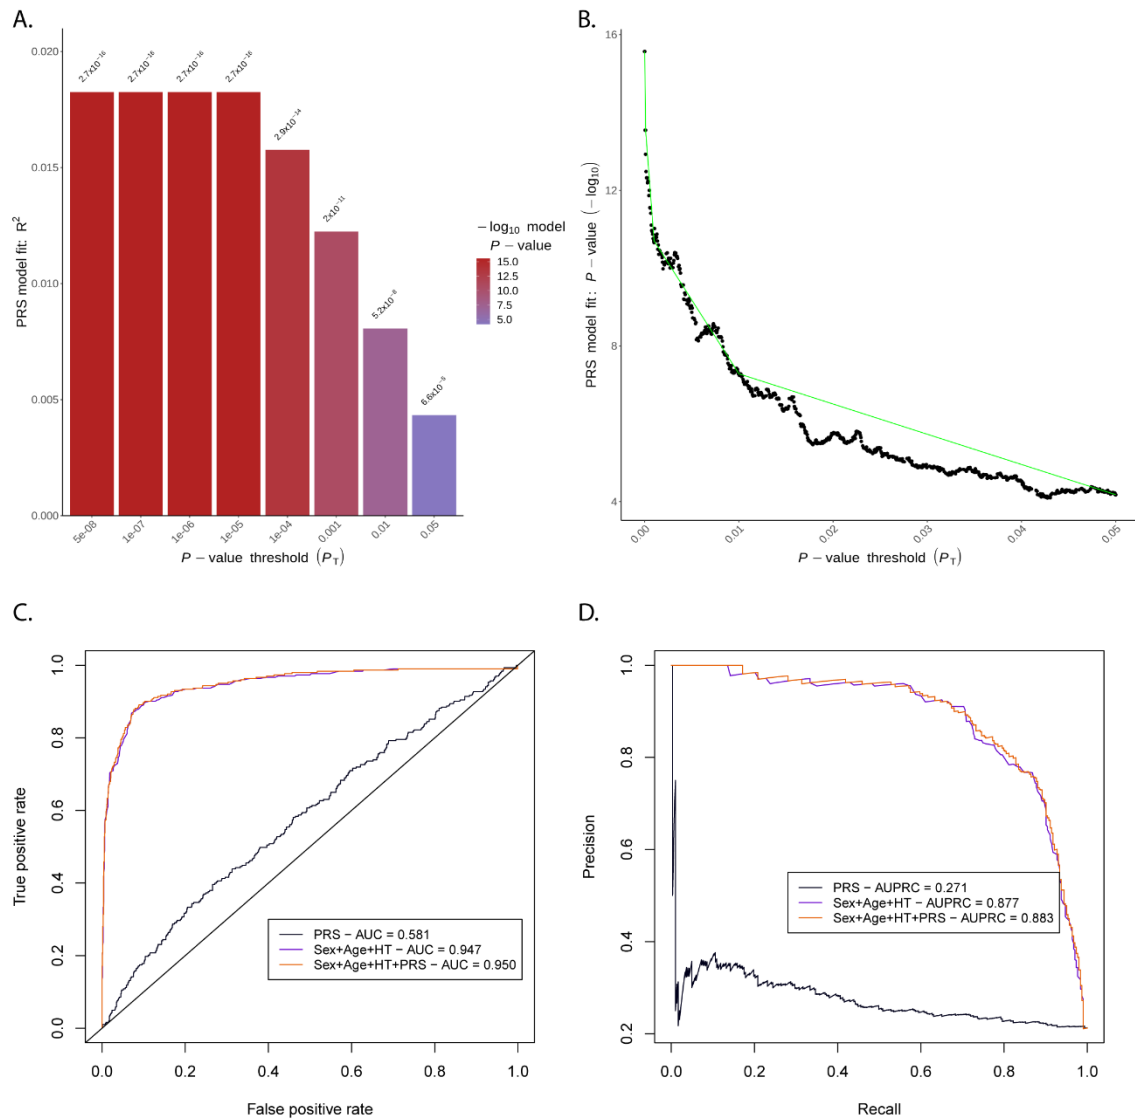 A.
0.020
0.015
0.010
0.005
0.000
PRS model fit: R²
2.7x10⁻¹⁶
2.7x10⁻¹⁶
2.7x10⁻¹⁶
2.7x10⁻¹⁶
2.9x10⁻¹⁴
2x10⁻¹¹
5.2x10⁻⁸
6.6x10⁻⁵
5e-08
1e-07
1e-06
1e-05
1e-04
0.001
0.01
0.05
P − value threshold (P_T)
−log₁₀ model
P − value
15.0
12.5
10.0
7.5
5.0
B.
16
12
8
4
PRS model fit: P − value (−log₁₀)
0.00
0.01
0.02
0.03
0.04
0.05
P − value threshold (P_T)
C.
1.0
0.8
0.6
0.4
0.2
0.0
True positive rate
PRS − AUC = 0.581
Sex+Age+HT − AUC = 0.947
Sex+Age+HT+PRS − AUC = 0.950
0.0
0.2
0.4
0.6
0.8
1.0
False positive rate
D.
1.0
0.8
0.6
0.4
0.2
Precision
PRS − AUPRC = 0.271
Sex+Age+HT − AUPRC = 0.877
Sex+Age+HT+PRS − AUPRC = 0.883
0.0
0.2
0.4
0.6
0.8
1.0
Recall